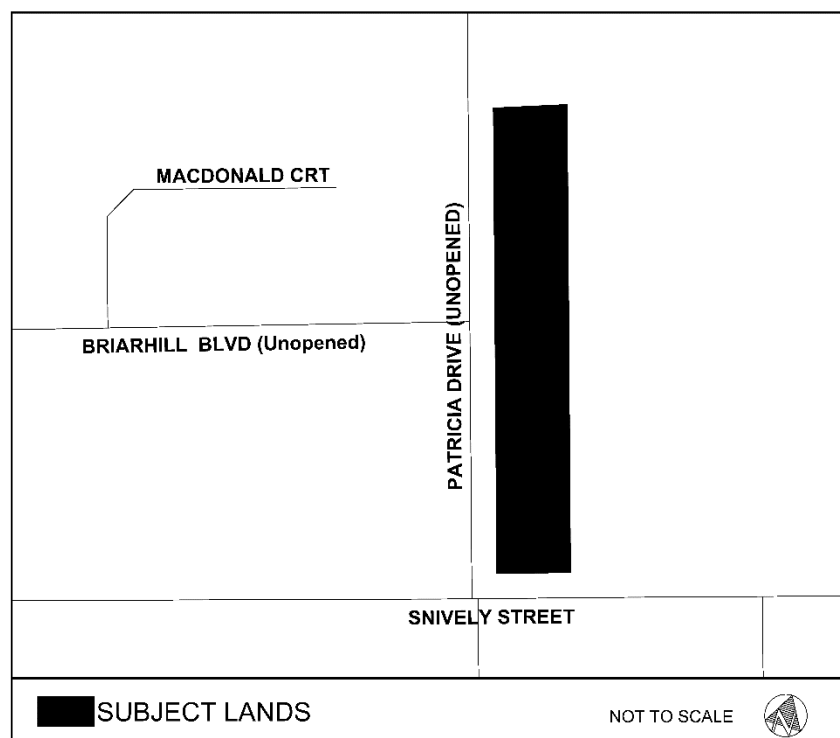 MACDONALD CRT
PATRICIA DRIVE (UNOPENED)
BRIARHILL BLVD (Unopened)
SNIVELY STREET
SUBJECT LANDS
NOT TO SCALE